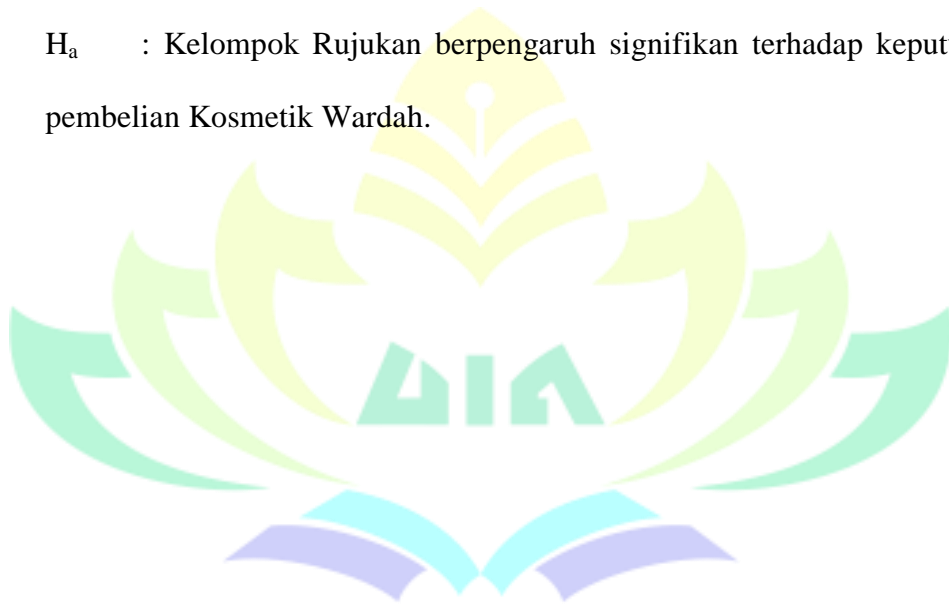 Hₐ : Kelompok Rujukan berpengaruh signifikan terhadap keput
pembelian Kosmetik Wardah.